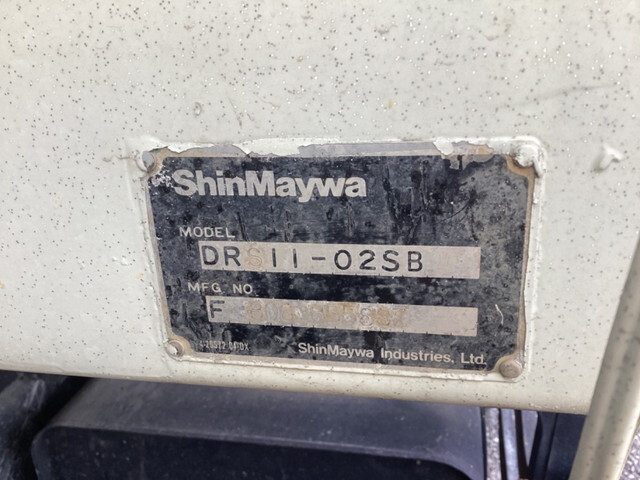 ShinMaywa
MODEL
DRS11-02SB
MFG NO.
F
ShinMaywa Industries, Ltd.